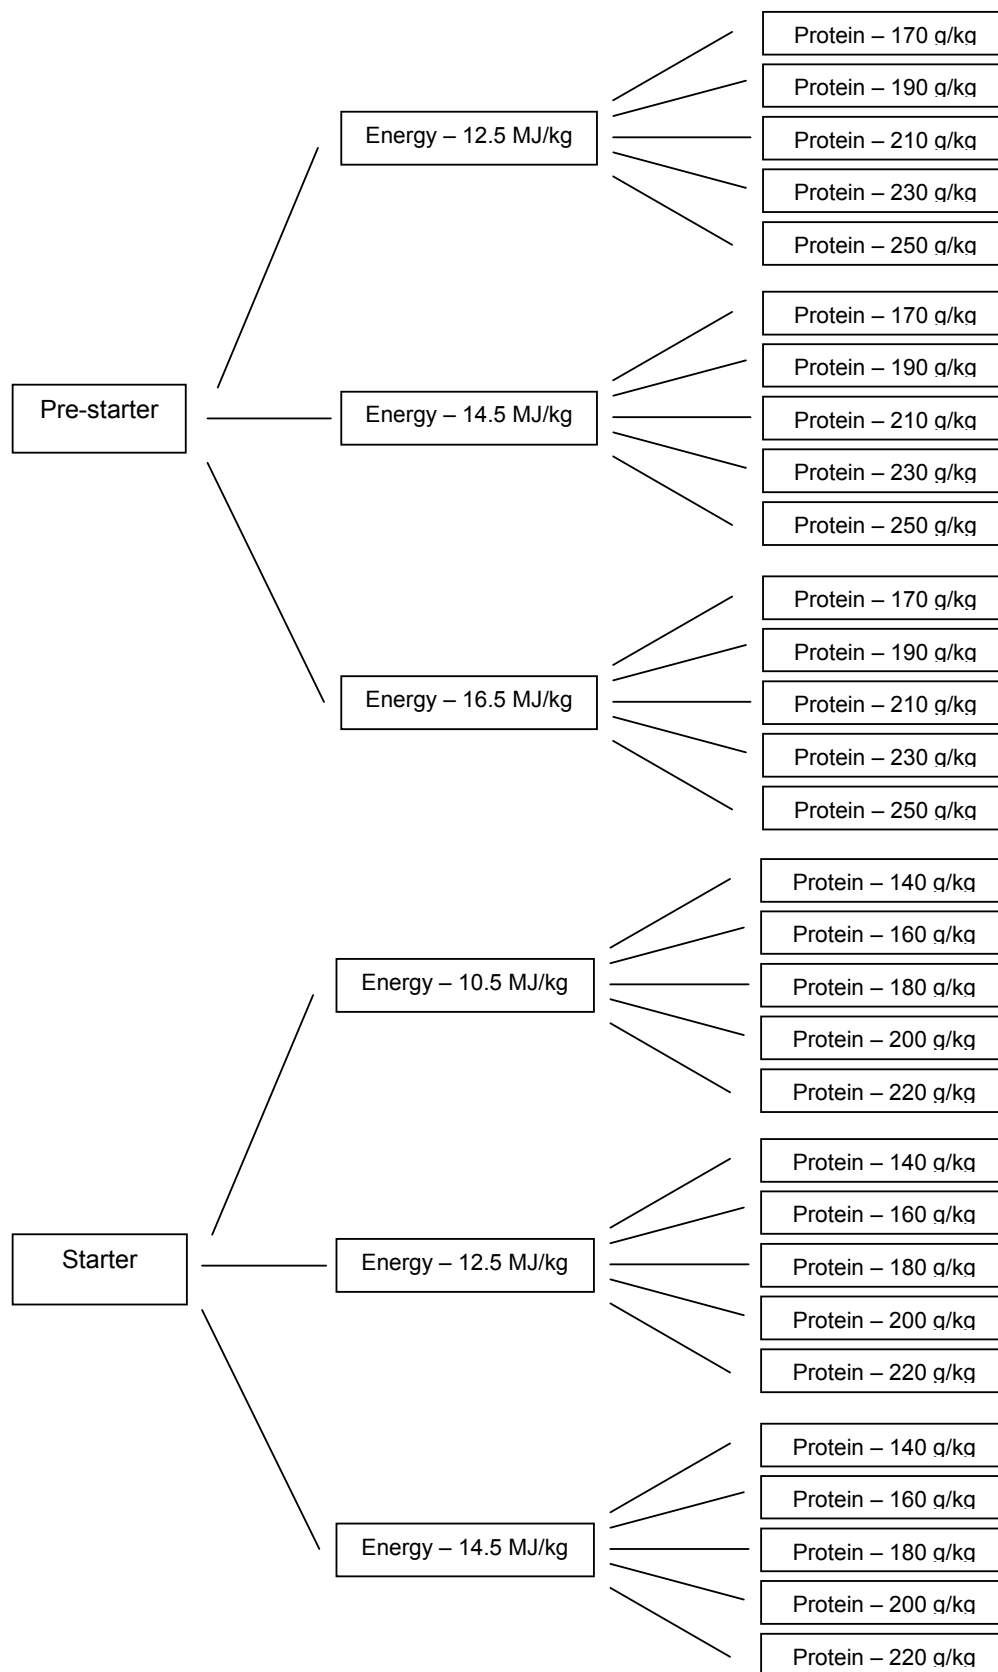 Protein – 170 g/kg
Protein – 190 g/kg
Energy – 12.5 MJ/kg
Protein – 210 g/kg
Protein – 230 g/kg
Protein – 250 g/kg
Protein – 170 g/kg
Protein – 190 g/kg
Pre-starter
Energy – 14.5 MJ/kg
Protein – 210 g/kg
Protein – 230 g/kg
Protein – 250 g/kg
Protein – 170 g/kg
Protein – 190 g/kg
Energy – 16.5 MJ/kg
Protein – 210 g/kg
Protein – 230 g/kg
Protein – 250 g/kg
Protein – 140 g/kg
Protein – 160 g/kg
Energy – 10.5 MJ/kg
Protein – 180 g/kg
Protein – 200 g/kg
Protein – 220 g/kg
Protein – 140 g/kg
Protein – 160 g/kg
Starter
Energy – 12.5 MJ/kg
Protein – 180 g/kg
Protein – 200 g/kg
Protein – 220 g/kg
Protein – 140 g/kg
Protein – 160 g/kg
Energy – 14.5 MJ/kg
Protein – 180 g/kg
Protein – 200 g/kg
Protein – 220 g/kg